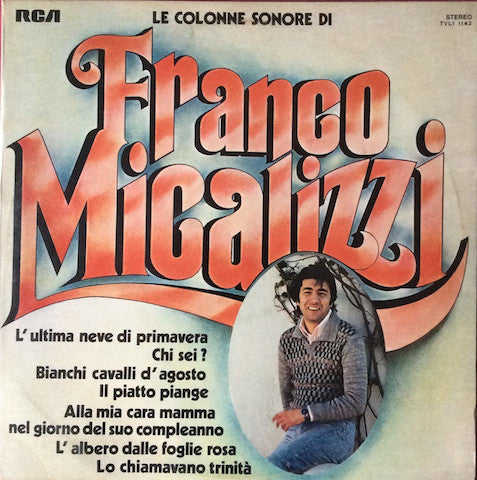 RCA
LE COLONNE SONORE DI
STEREO
TVL1 1142
Franco
Micalizzi
L'ultima neve di primavera
Chi sei?
Bianchi cavalli d'agosto
Il piatto piange
Alla mia cara mamma
nel giorno del suo compleanno
L'albero dalle foglie rosa
Lo chiamavano trinità